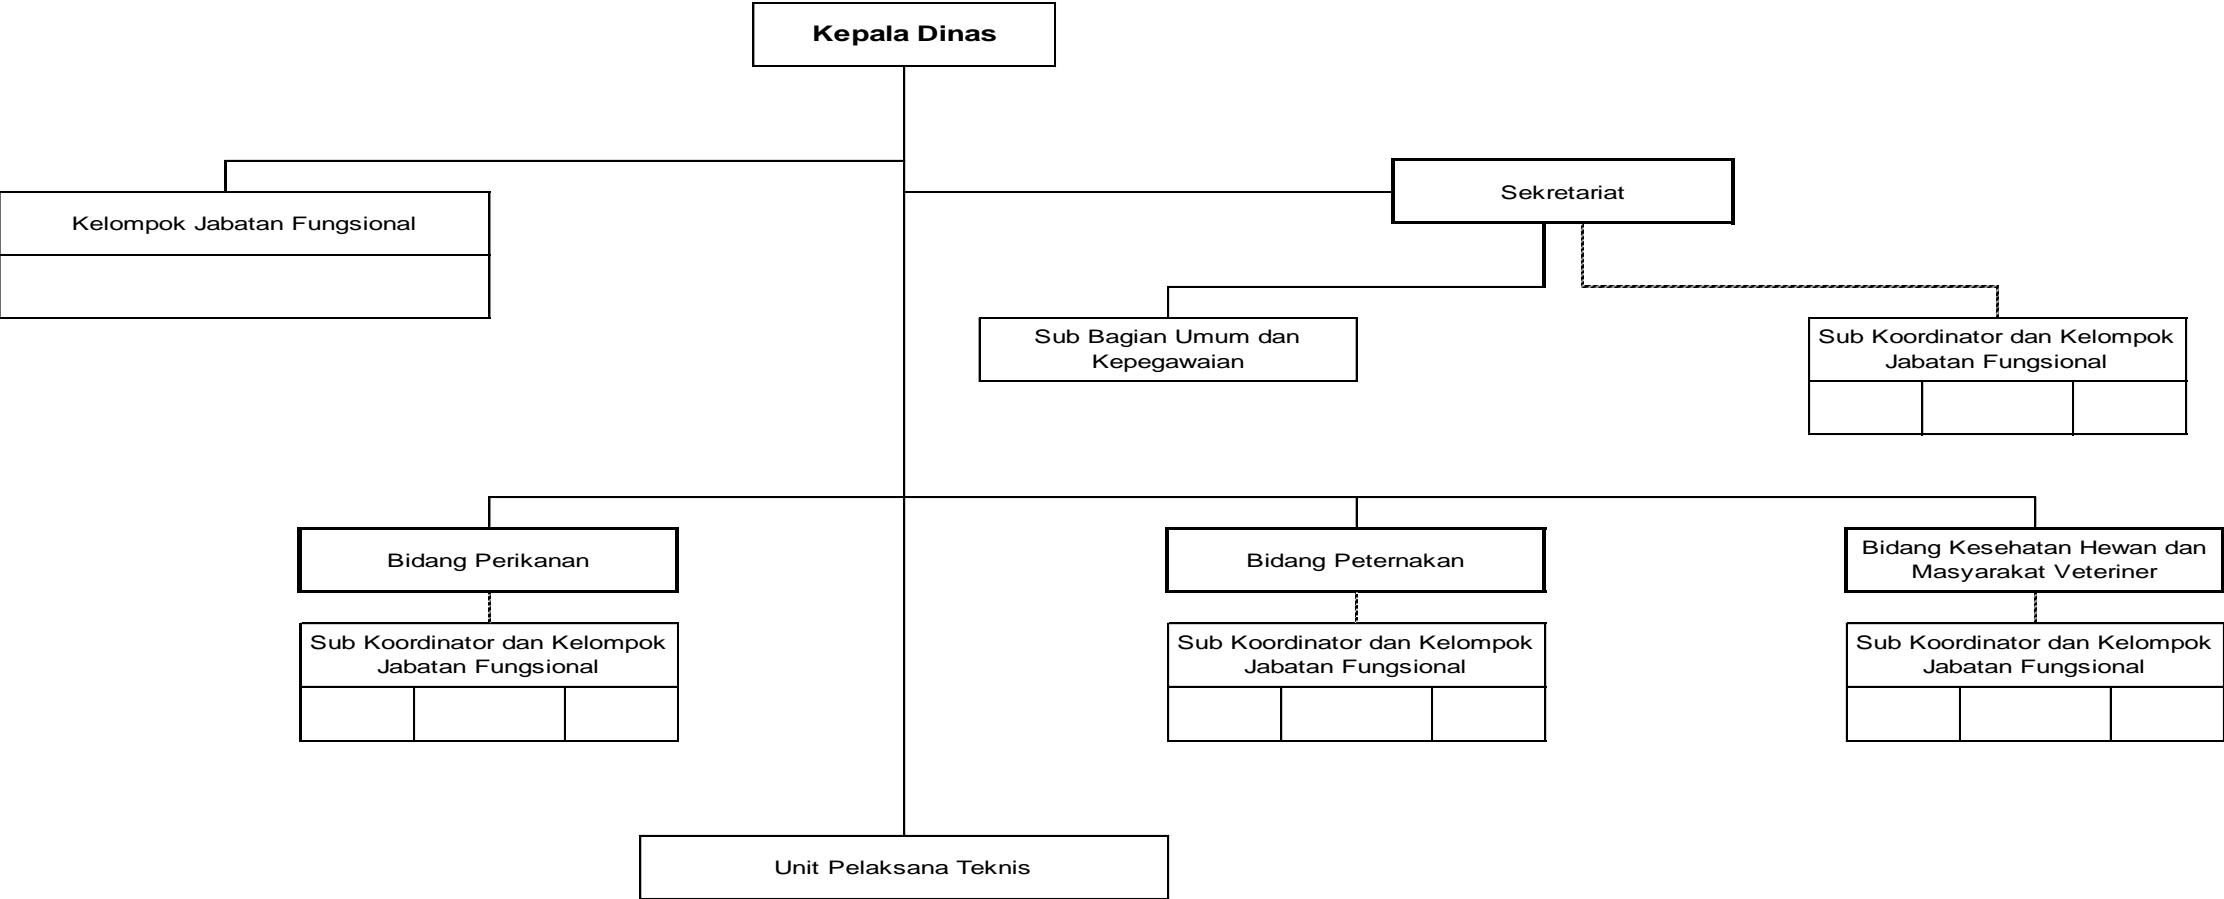 Kepala Dinas
Sekretariat
Kelompok Jabatan Fungsional
Sub Bagian Umum dan
Kepegawaian
Sub Koordinator dan Kelompok
Jabatan Fungsional
Bidang Perikanan
Bidang Peternakan
Bidang Kesehatan Hewan dan
Masyarakat Veteriner
Sub Koordinator dan Kelompok
Jabatan Fungsional
Sub Koordinator dan Kelompok
Jabatan Fungsional
Sub Koordinator dan Kelompok
Jabatan Fungsional
Unit Pelaksana Teknis